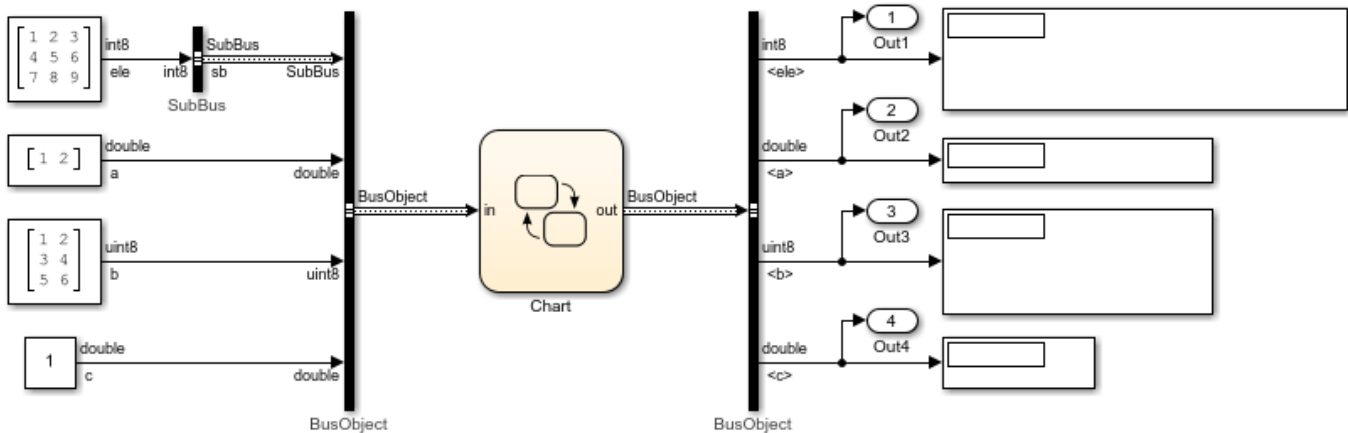 1 2 3
4 5 6
7 8 9
int8
ele
int8
SubBus
sb
SubBus
SubBus
1 2
double
a
double
1 2
3 4
5 6
uint8
b
uint8
1
double
c
double
BusObject
BusObject
in
out
Chart
BusObject
BusObject
int8
<ele>
1
Out1
double
<a>
2
Out2
uint8
<b>
3
Out3
double
<c>
4
Out4